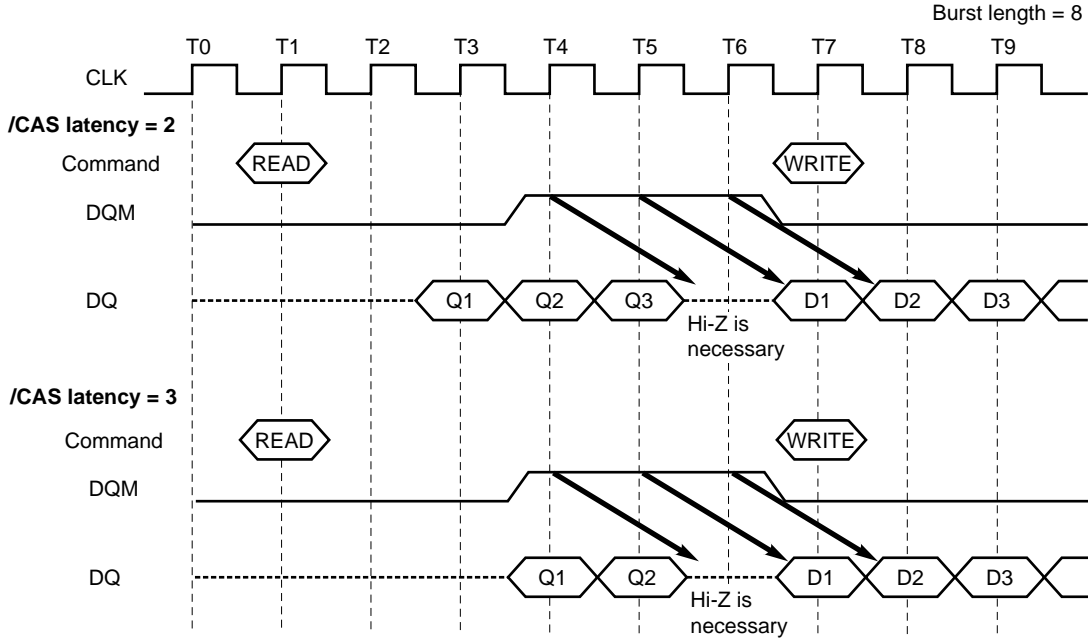 Burst length = 8
T0 T1 T2 T3 T4 T5 T6 T7 T8 T9
CLK
/CAS latency = 2
Command READ WRITE
DQM
DQ Q1 Q2 Q3 D1 D2 D3
Hi-Z is
necessary
/CAS latency = 3
Command READ WRITE
DQM
DQ Q1 Q2 D1 D2 D3
Hi-Z is
necessary